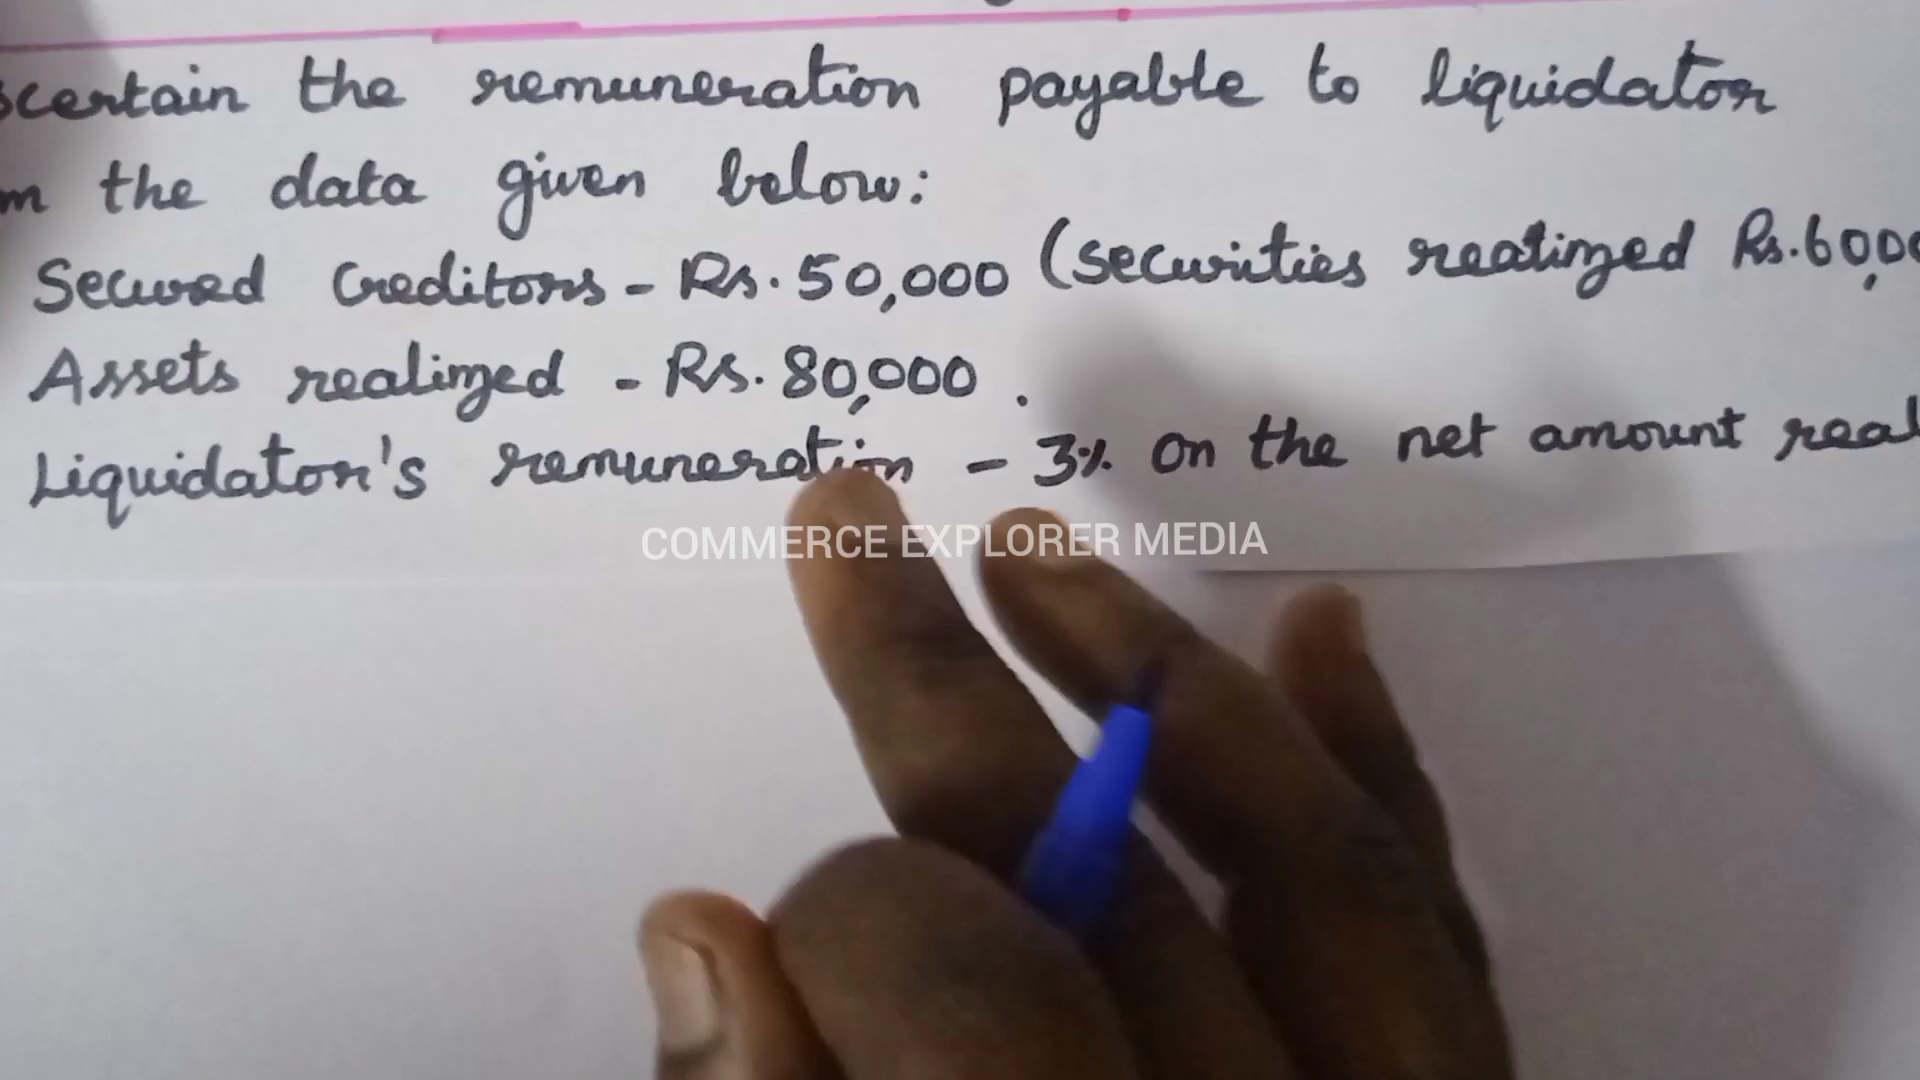 scertain the remuneration payable to liquidator
m the data given below:
Secured Creditors - Rs. 50,000 (securities realized Rs. 60,00
Assets realized - Rs. 80,000.
Liquidator's remuneration - 3% on the net amount real
COMMERCE EXPLORER MEDIA